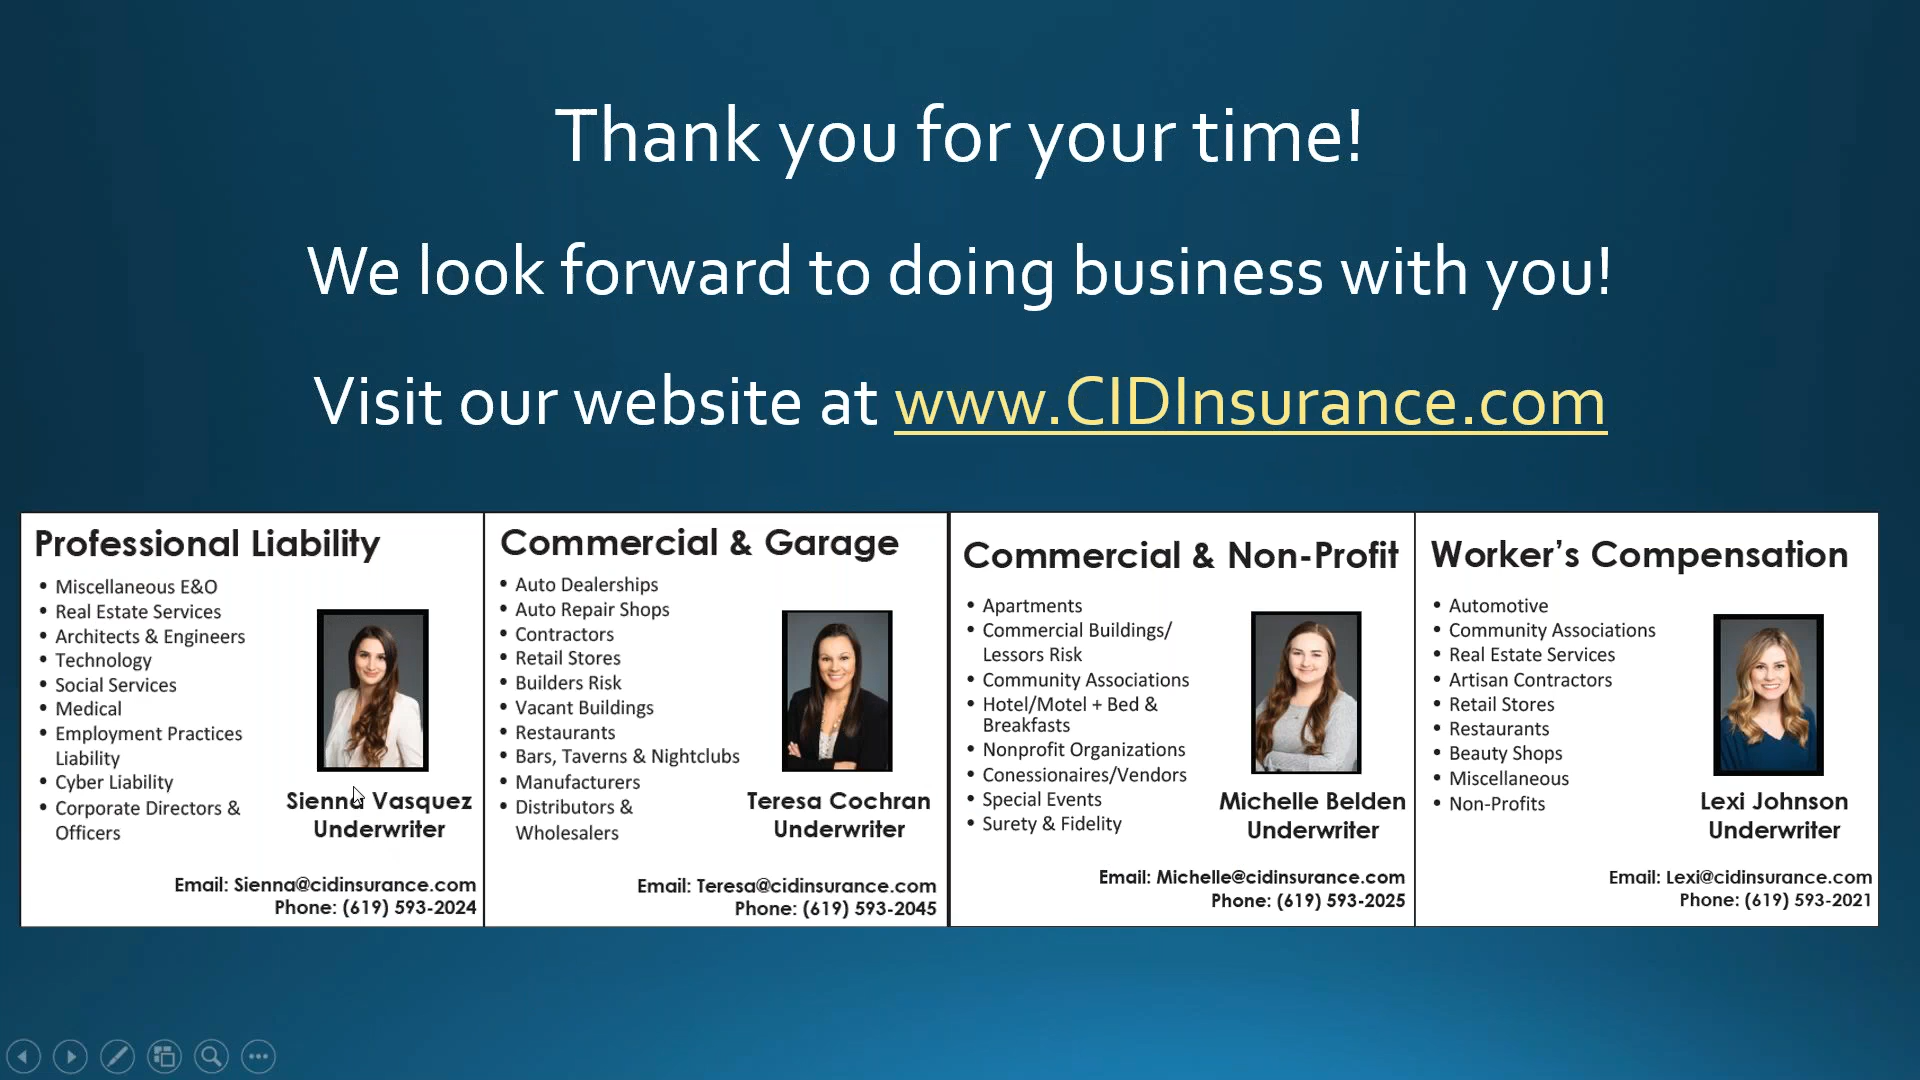 Thank you for your time!
We look forward to doing business with you!
Visit our website at www.CIDInsurance.com
Professional Liability
• Miscellaneous E&O
• Real Estate Services
• Architects & Engineers
• Technology
• Social Services
• Medical
• Employment Practices
Liability
• Cyber Liability
• Corporate Directors &
Officers
Sienna Vasquez
Underwriter
Email: Sienna@cidinsurance.com
Phone: (619) 593-2024
Commercial & Garage
• Auto Dealerships
• Auto Repair Shops
• Contractors
• Retail Stores
• Builders Risk
• Vacant Buildings
• Restaurants
• Bars, Taverns & Nightclubs
• Manufacturers
• Distributors &
Wholesalers
Teresa Cochran
Underwriter
Email: Teresa@cidinsurance.com
Phone: (619) 593-2045
Commercial & Non-Profit
• Apartments
• Commercial Buildings/
Lessors Risk
• Community Associations
• Hotel/Motel + Bed &
Breakfasts
• Nonprofit Organizations
• Conessionaires/Vendors
• Special Events
• Surety & Fidelity
Michelle Belden
Underwriter
Email: Michelle@cidinsurance.com
Phone: (619) 593-2025
Worker’s Compensation
• Automotive
• Community Associations
• Real Estate Services
• Artisan Contractors
• Retail Stores
• Restaurants
• Beauty Shops
• Miscellaneous
• Non-Profits
Lexi Johnson
Underwriter
Email: Lexi@cidinsurance.com
Phone: (619) 593-2021